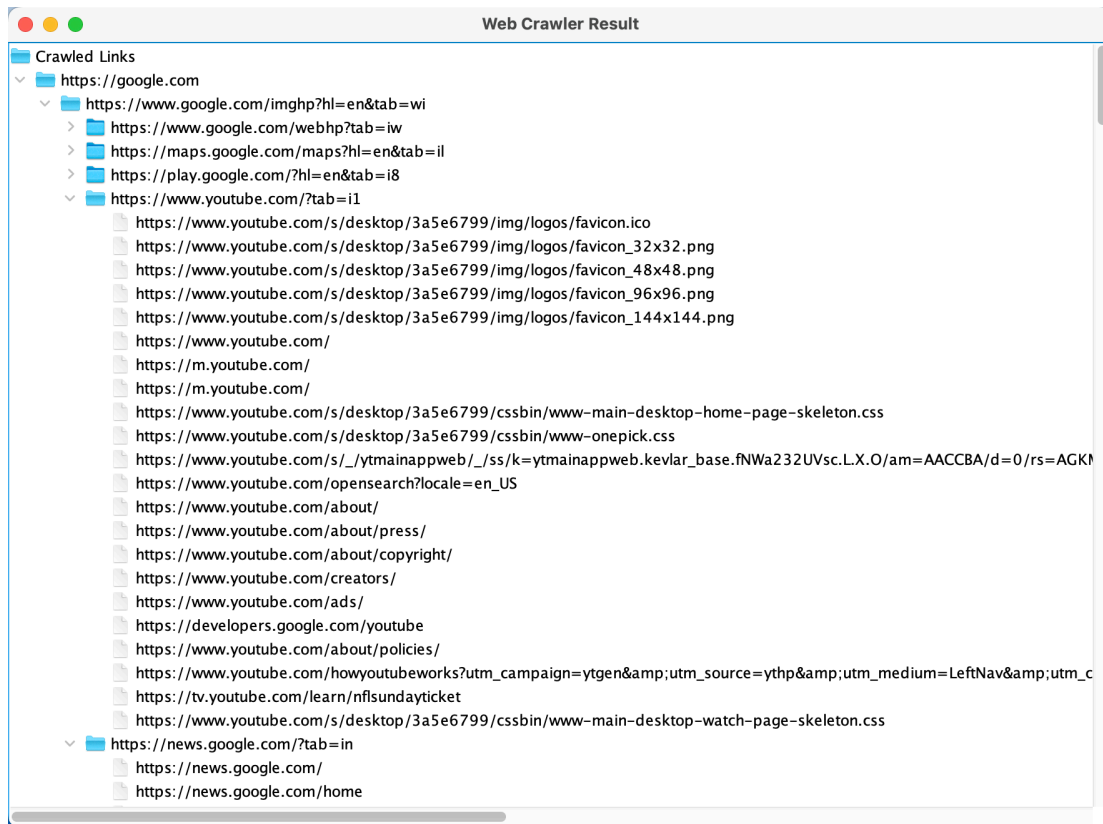 Web Crawler Result
Crawled Links
https://google.com
https://www.google.com/imghp?hl=en&tab=wi
https://www.google.com/webhp?tab=iw
https://maps.google.com/maps?hl=en&tab=il
https://play.google.com/?hl=en&tab=i8
https://www.youtube.com/?tab=i1
https://www.youtube.com/s/desktop/3a5e6799/img/logos/favicon.ico
https://www.youtube.com/s/desktop/3a5e6799/img/logos/favicon_32x32.png
https://www.youtube.com/s/desktop/3a5e6799/img/logos/favicon_48x48.png
https://www.youtube.com/s/desktop/3a5e6799/img/logos/favicon_96x96.png
https://www.youtube.com/s/desktop/3a5e6799/img/logos/favicon_144x144.png
https://www.youtube.com/
https://m.youtube.com/
https://m.youtube.com/
https://www.youtube.com/s/desktop/3a5e6799/cssbin/www-main-desktop-home-page-skeleton.css
https://www.youtube.com/s/desktop/3a5e6799/cssbin/www-onepick.css
https://www.youtube.com/s/_/ytmainappweb/_/ss/k=ytmainappweb.kevlar_base.fNWa232UVsc.L.X.O/am=AACCBA/d=0/rs=AGKM
https://www.youtube.com/opensearch?locale=en_US
https://www.youtube.com/about/
https://www.youtube.com/about/press/
https://www.youtube.com/about/copyright/
https://www.youtube.com/creators/
https://www.youtube.com/ads/
https://developers.google.com/youtube
https://www.youtube.com/about/policies/
https://www.youtube.com/howyoutubeworks?utm_campaign=ytgen&amp;utm_source=ythp&amp;utm_medium=LeftNav&amp;utm_c
https://tv.youtube.com/learn/nflsundayticket
https://www.youtube.com/s/desktop/3a5e6799/cssbin/www-main-desktop-watch-page-skeleton.css
https://news.google.com/?tab=in
https://news.google.com/
https://news.google.com/home